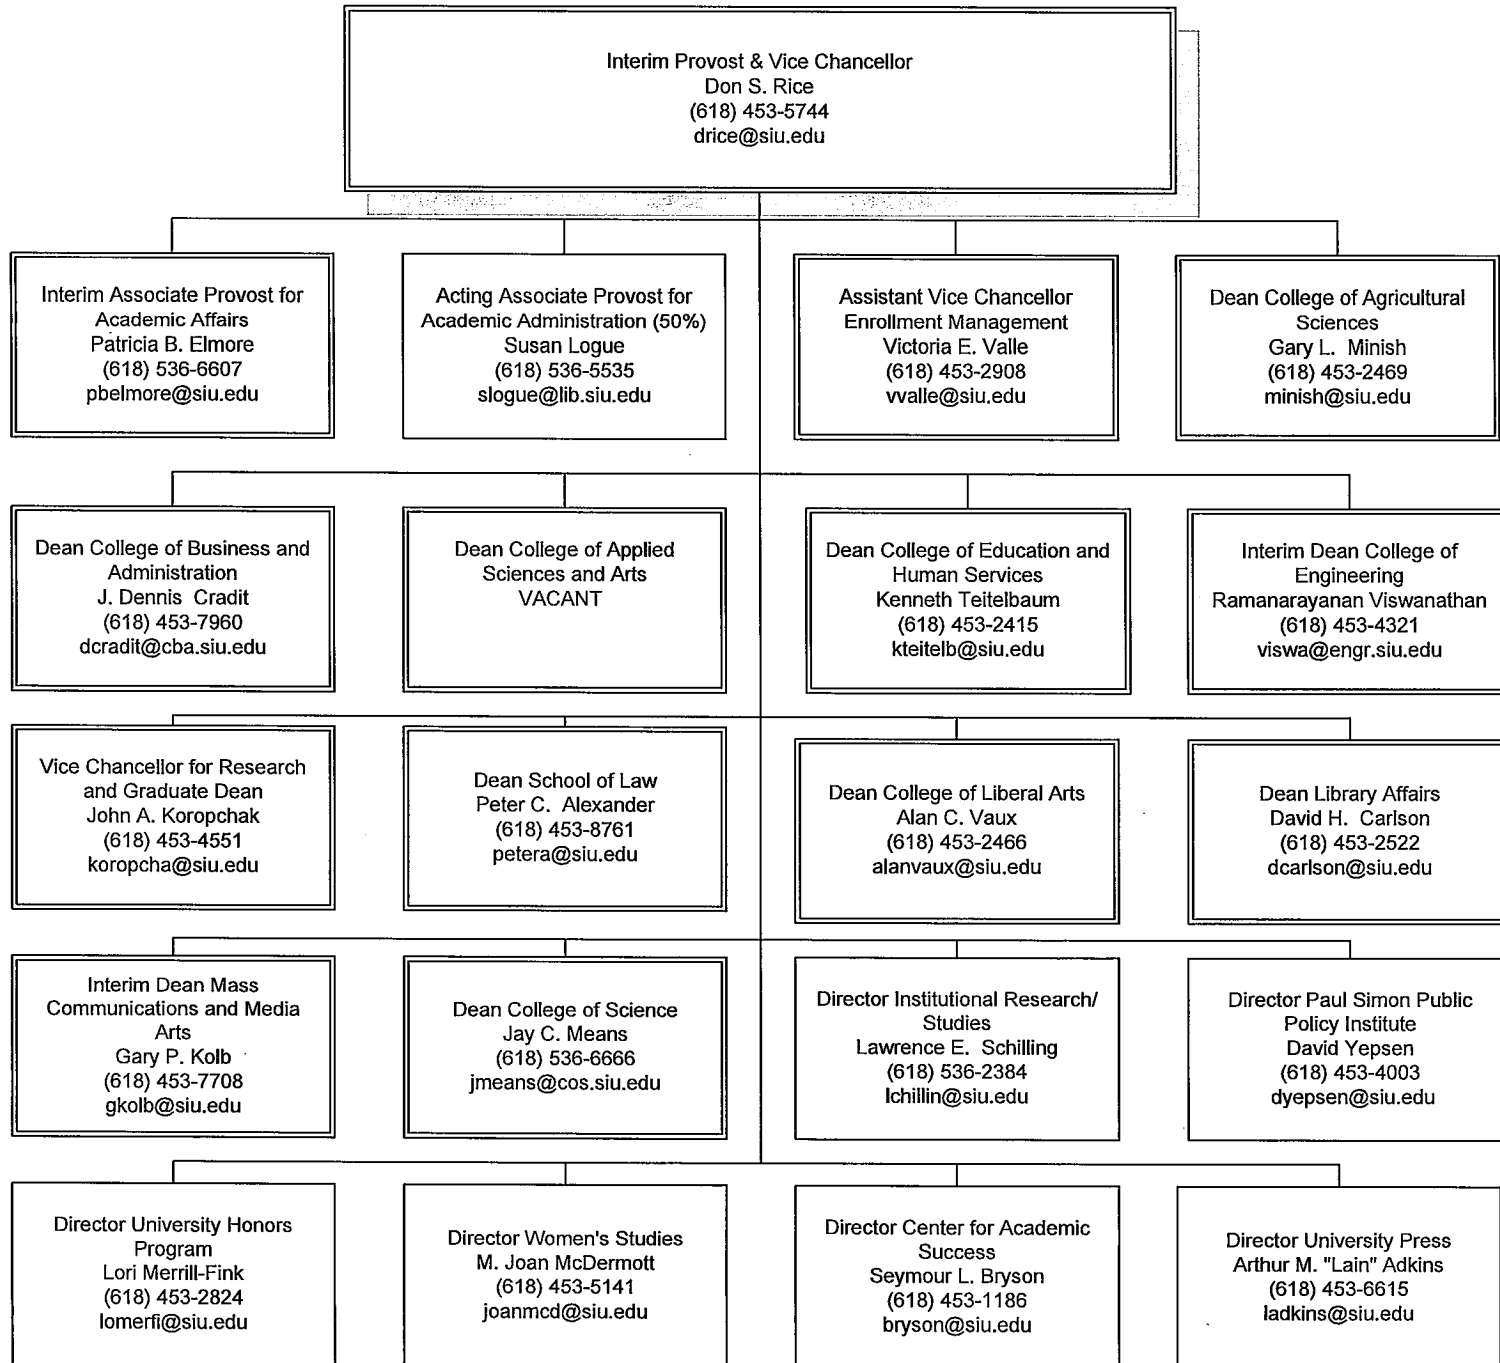 Interim Provost & Vice Chancellor
Don S. Rice
(618) 453-5744
drice@siu.edu
Interim Associate Provost for
Academic Affairs
Patricia B. Elmore
(618) 536-6607
pbelmore@siu.edu
Acting Associate Provost for
Academic Administration (50%)
Susan Logue
(618) 536-5535
slogue@lib.siu.edu
Assistant Vice Chancellor
Enrollment Management
Victoria E. Valle
(618) 453-2908
vvalle@siu.edu
Dean College of Agricultural
Sciences
Gary L. Minish
(618) 453-2469
minish@siu.edu
Dean College of Business and
Administration
J. Dennis Cradit
(618) 453-7960
dcradit@cba.siu.edu
Dean College of Applied
Sciences and Arts
VACANT
Dean College of Education and
Human Services
Kenneth Teitelbaum
(618) 453-2415
kteitelb@siu.edu
Interim Dean College of
Engineering
Ramanarayanan Viswanathan
(618) 453-4321
viswa@engr.siu.edu
Vice Chancellor for Research
and Graduate Dean
John A. Koropchak
(618) 453-4551
koropcha@siu.edu
Dean School of Law
Peter C. Alexander
(618) 453-8761
petera@siu.edu
Dean College of Liberal Arts
Alan C. Vaux
(618) 453-2466
alanvaux@siu.edu
Dean Library Affairs
David H. Carlson
(618) 453-2522
dcarlson@siu.edu
Interim Dean Mass
Communications and Media
Arts
Gary P. Kolb
(618) 453-7708
gkolb@siu.edu
Dean College of Science
Jay C. Means
(618) 536-6666
jmeans@cos.siu.edu
Director Institutional Research/
Studies
Lawrence E. Schilling
(618) 536-2384
lchillin@siu.edu
Director Paul Simon Public
Policy Institute
David Yepsen
(618) 453-4003
dyepsen@siu.edu
Director University Honors
Program
Lori Merrill-Fink
(618) 453-2824
lomerfi@siu.edu
Director Women's Studies
M. Joan McDermott
(618) 453-5141
joanmcd@siu.edu
Director Center for Academic
Success
Seymour L. Bryson
(618) 453-1186
bryson@siu.edu
Director University Press
Arthur M. "Lain" Adkins
(618) 453-6615
ladkins@siu.edu